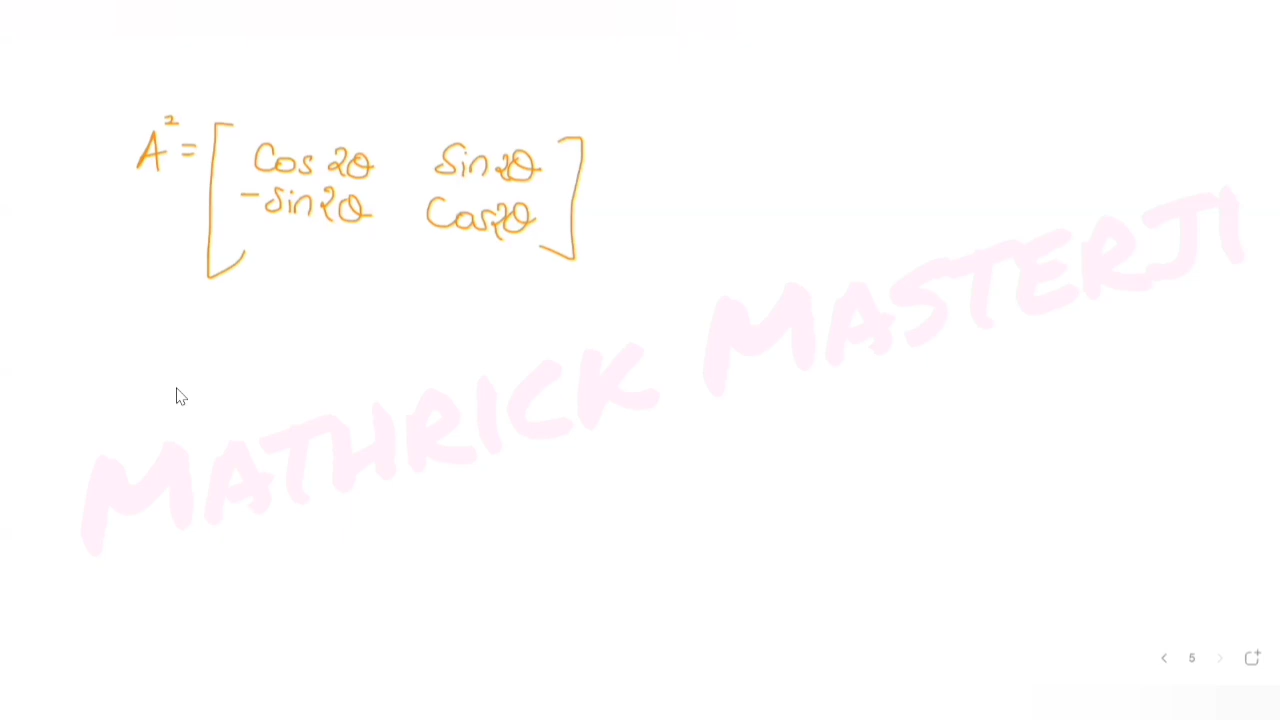 A² = [ Cos 2θ Sin 2θ
-Sin 2θ Cos 2θ ]
MATHRICK MASTERJI
< 5 >